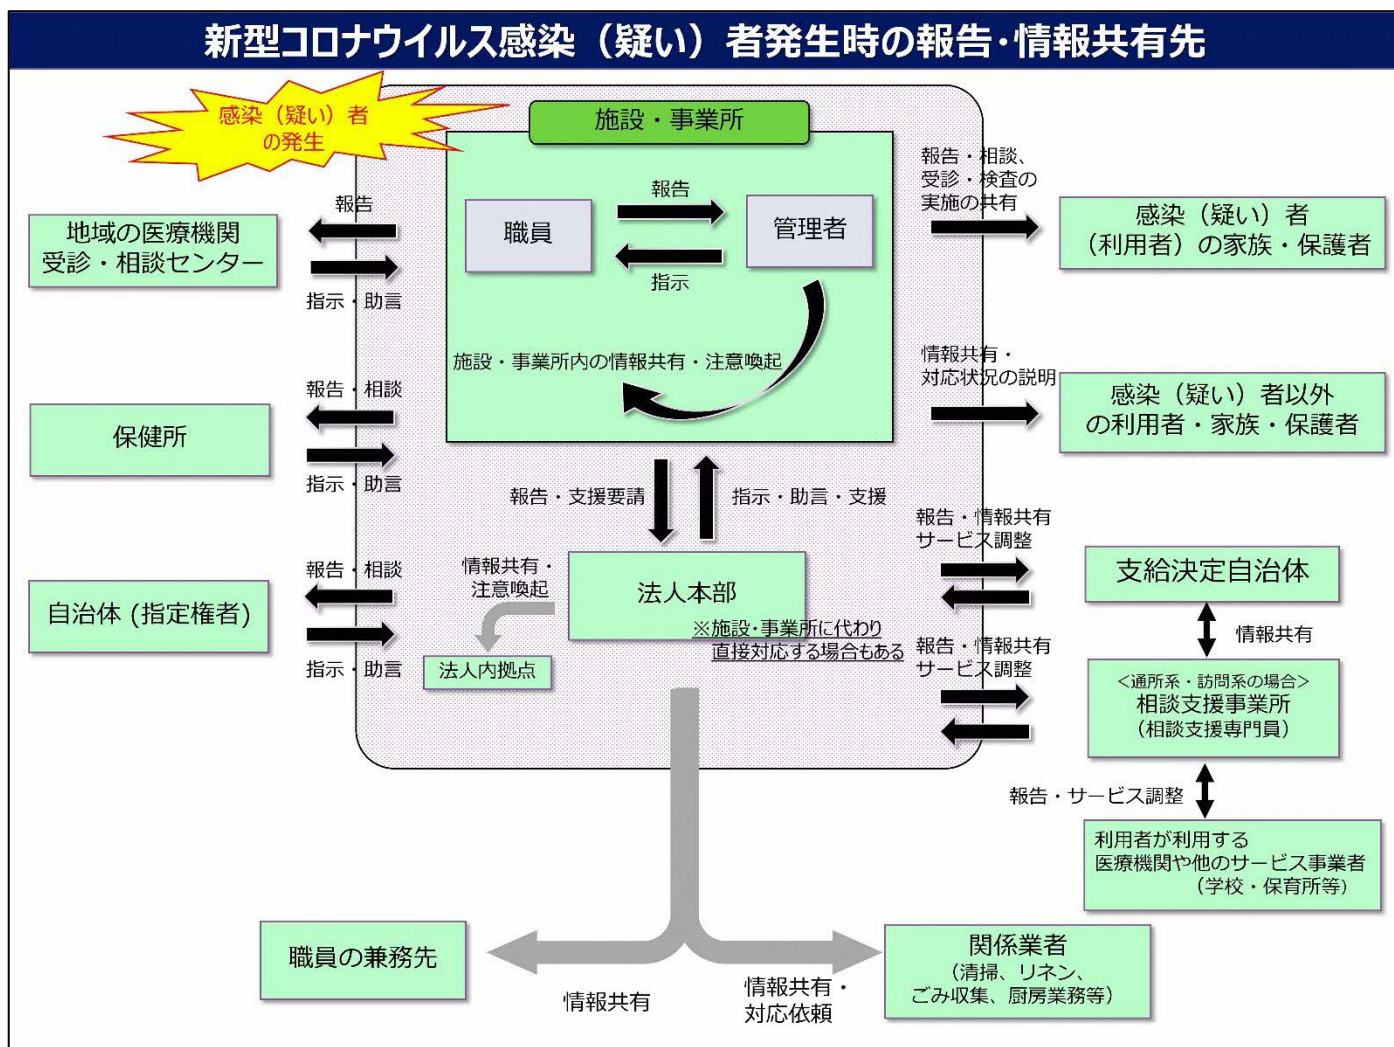 新型コロナウイルス感染（疑い）者発生時の報告・情報共有先
感染（疑い）者
の発生
施設・事業所
職員
報告
指示
管理者
施設・事業所内の情報共有・注意喚起
報告
地域の医療機関
受診・相談センター
指示・助言
報告・相談
保健所
指示・助言
報告・相談
自治体 (指定権者)
指示・助言
報告・支援要請
指示・助言・支援
情報共有・
注意喚起
法人本部
※施設・事業所に代わり
直接対応する場合もある
法人内拠点
報告・相談、
受診・検査の
実施の共有
感染（疑い）者
（利用者）の家族・保護者
情報共有・
対応状況の説明
感染（疑い）者以外
の利用者・家族・保護者
報告・情報共有
サービス調整
支給決定自治体
情報共有
報告・情報共有
サービス調整
＜通所系・訪問系の場合＞
相談支援事業所
（相談支援専門員）
報告・サービス調整
利用者が利用する
医療機関や他のサービス事業者
（学校・保育所等）
職員の兼務先
情報共有
情報共有・
対応依頼
関係業者
（清掃、リネン、
ごみ収集、厨房業務等）